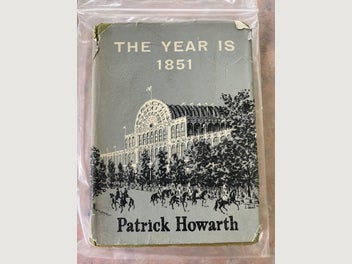 THE YEAR IS
1851
Patrick Howarth